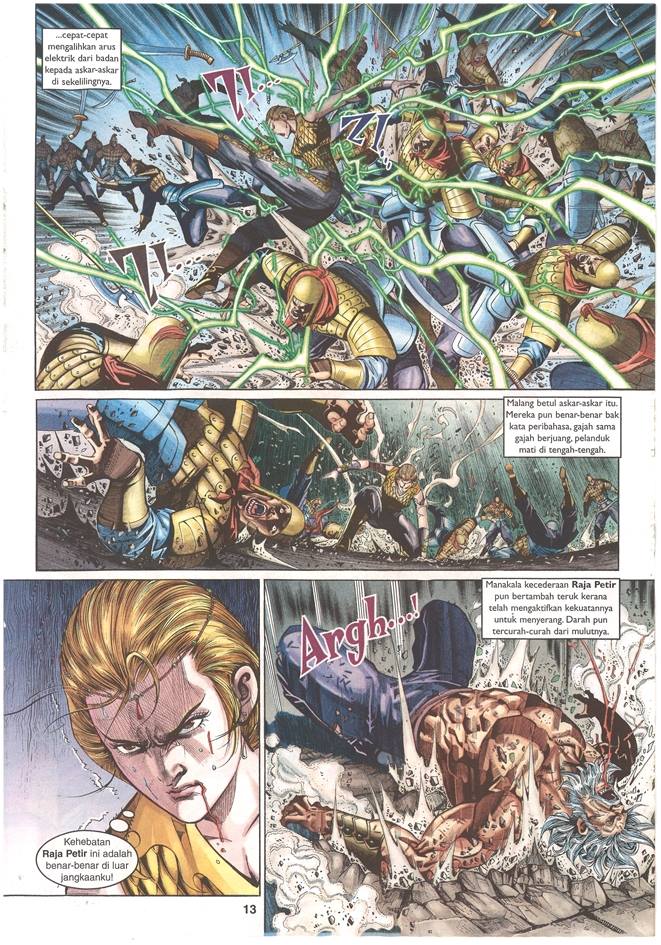 ...cepat-cepat
mengalihkan arus
elektrik dari badan
kepada askar-askar
di sekelilingnya.
ZI...
ZI...
ZI...
Malang betul askar-askar itu.
Mereka pun benar-benar bak
kata peribahasa, gajah sama
gajah berjuang, pelanduk
mati di tengah-tengah.
Kehebatan
Raja Petir ini adalah
benar-benar di luar
jangkaanku!
Manakala kecederaan Raja Petir
pun bertambah teruk kerana
telah mengaktifkan kekuatannya
untuk menyerang. Darah pun
tercurah-curah dari mulutnya.
Argh...!
13